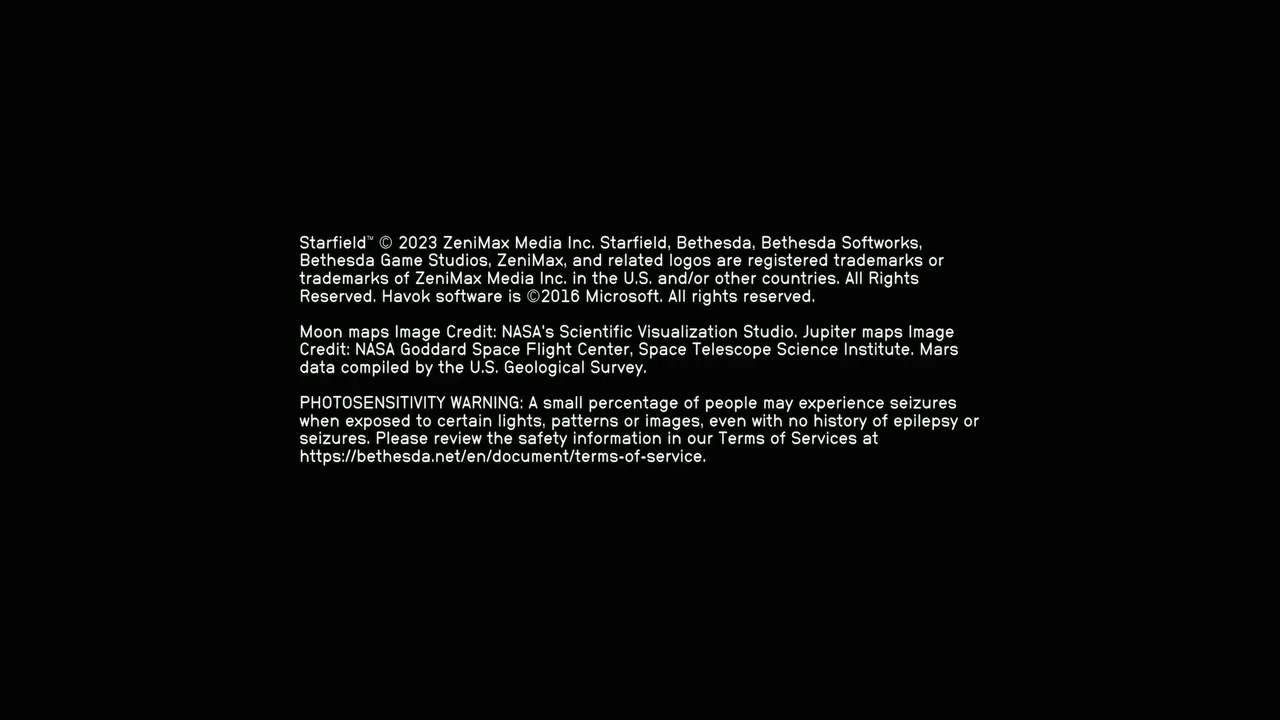 Starfield™ © 2023 ZeniMax Media Inc. Starfield, Bethesda, Bethesda Softworks,
Bethesda Game Studios, ZeniMax, and related logos are registered trademarks or
trademarks of ZeniMax Media Inc. in the U.S. and/or other countries. All Rights
Reserved. Havok software is ©2016 Microsoft. All rights reserved.
Moon maps Image Credit: NASA's Scientific Visualization Studio. Jupiter maps Image
Credit: NASA Goddard Space Flight Center, Space Telescope Science Institute. Mars
data compiled by the U.S. Geological Survey.
PHOTOSENSITIVITY WARNING: A small percentage of people may experience seizures
when exposed to certain lights, patterns or images, even with no history of epilepsy or
seizures. Please review the safety information in our Terms of Services at
https://bethesda.net/en/document/terms-of-service.